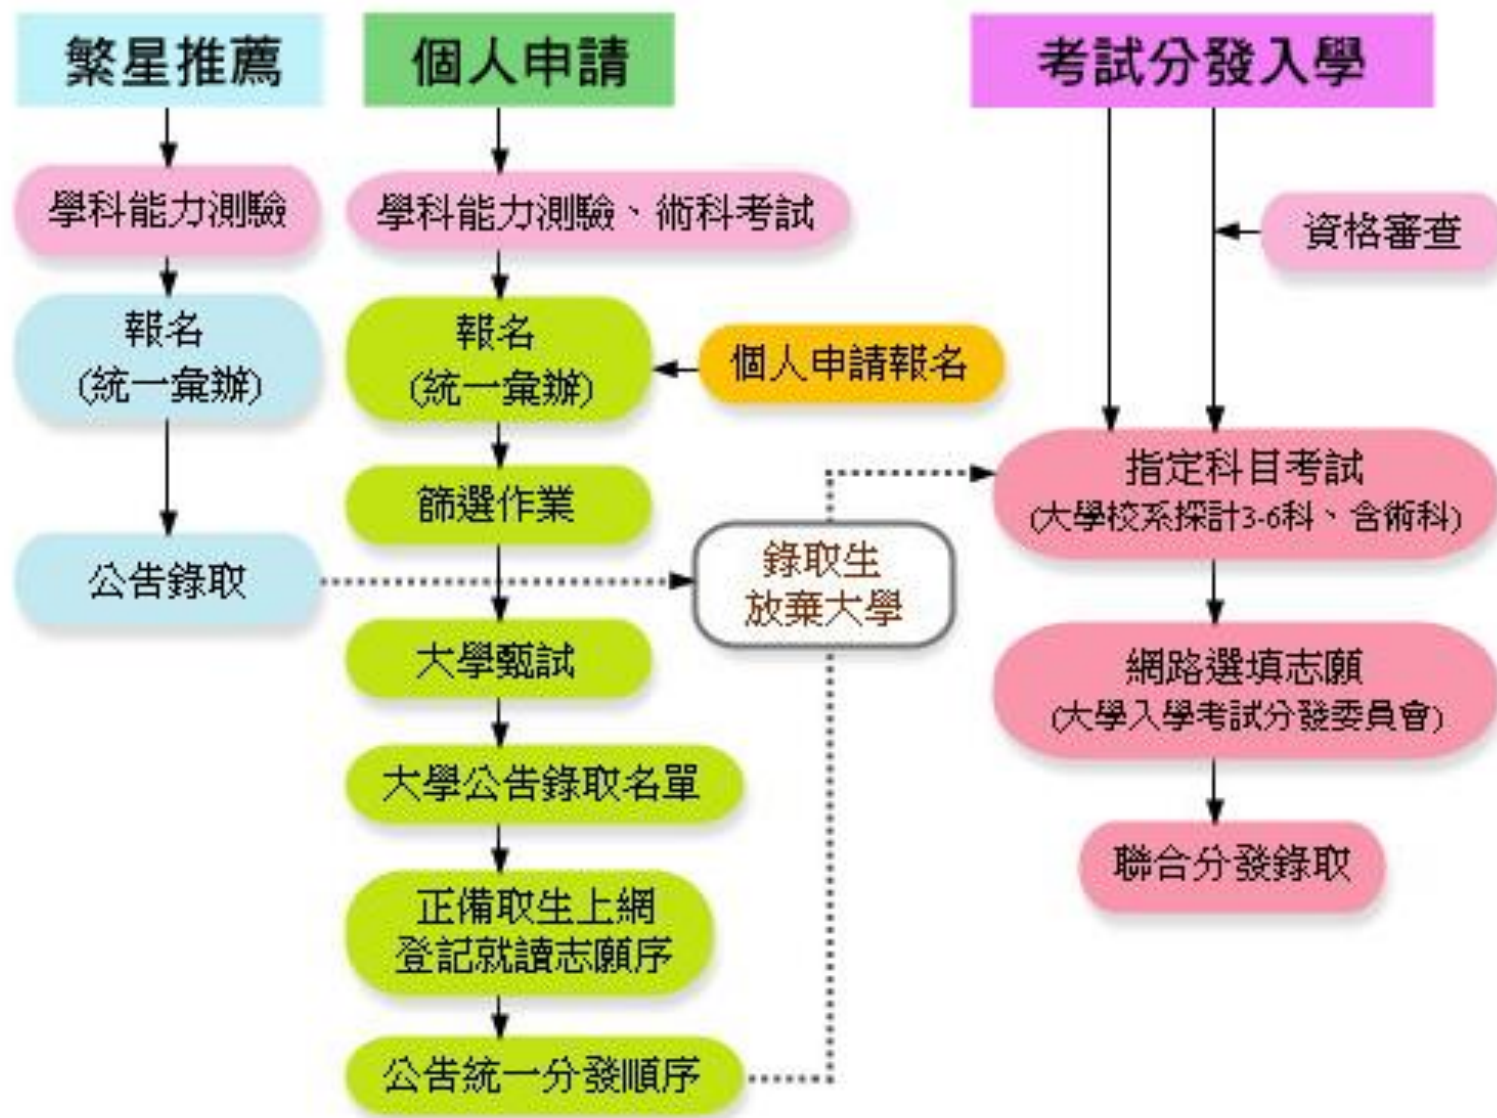 繁星推薦
學科能力測驗
報名
(統一彙辦)
公告錄取
個人申請
學科能力測驗、術科考試
報名
(統一彙辦)
個人申請報名
篩選作業
大學甄試
大學公告錄取名單
正備取生上網
登記就讀志願序
公告統一分發順序
錄取生
放棄大學
考試分發入學
資格審查
指定科目考試
(大學校系採計3-6科、含術科)
網路選填志願
(大學入學考試分發委員會)
聯合分發錄取